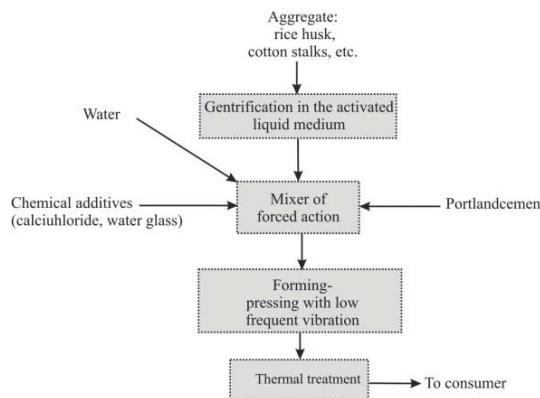 Aggregate:
rice husk,
cotton stalks, etc.
Gentrification in the activated
liquid medium
Water
Chemical additives
(calciuhloride, water glass)
Mixer of
forced action
Portlandcemen
Forming-
pressing with low
frequent vibration
Thermal treatment
To consumer